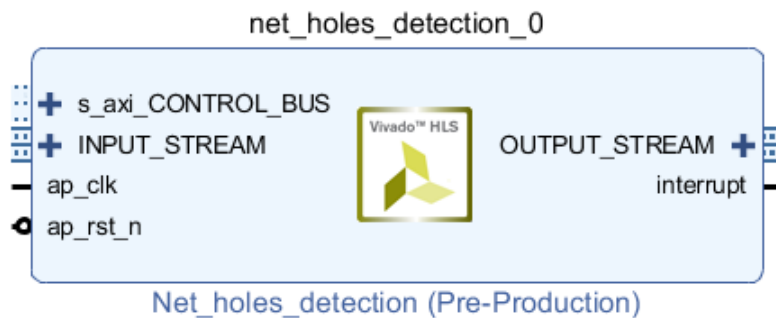 net_holes_detection_0
s_axi_CONTROL_BUS
INPUT_STREAM
ap_clk
ap_rst_n
Vivado™ HLS
OUTPUT_STREAM
interrupt
Net_holes_detection (Pre-Production)